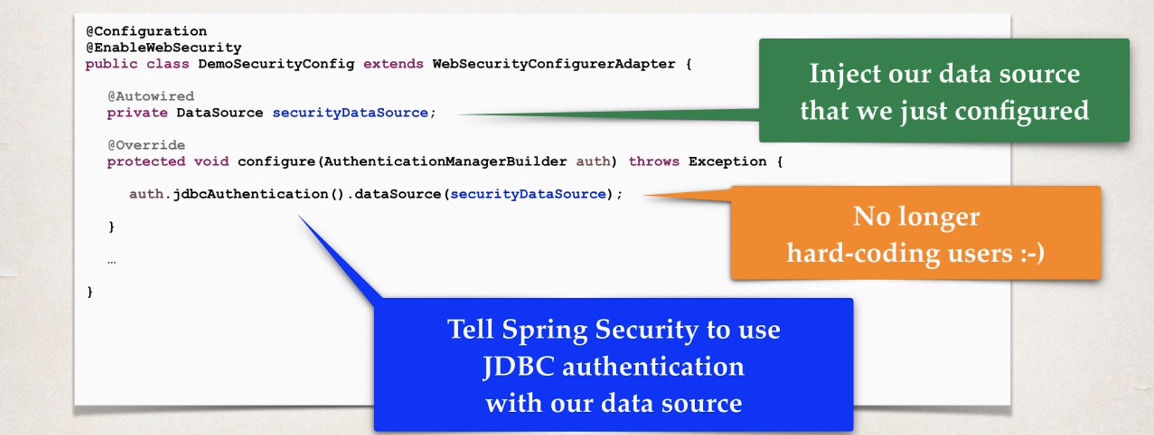 @Configuration
@EnableWebSecurity
public class DemoSecurityConfig extends WebSecurityConfigurerAdapter {
@Autowired
private DataSource securityDataSource;
@Override
protected void configure(AuthenticationManagerBuilder auth) throws Exception {
auth.jdbcAuthentication().dataSource(securityDataSource);
}
…
}
Inject our data source
that we just configured
No longer
hard-coding users :-)
Tell Spring Security to use
JDBC authentication
with our data source